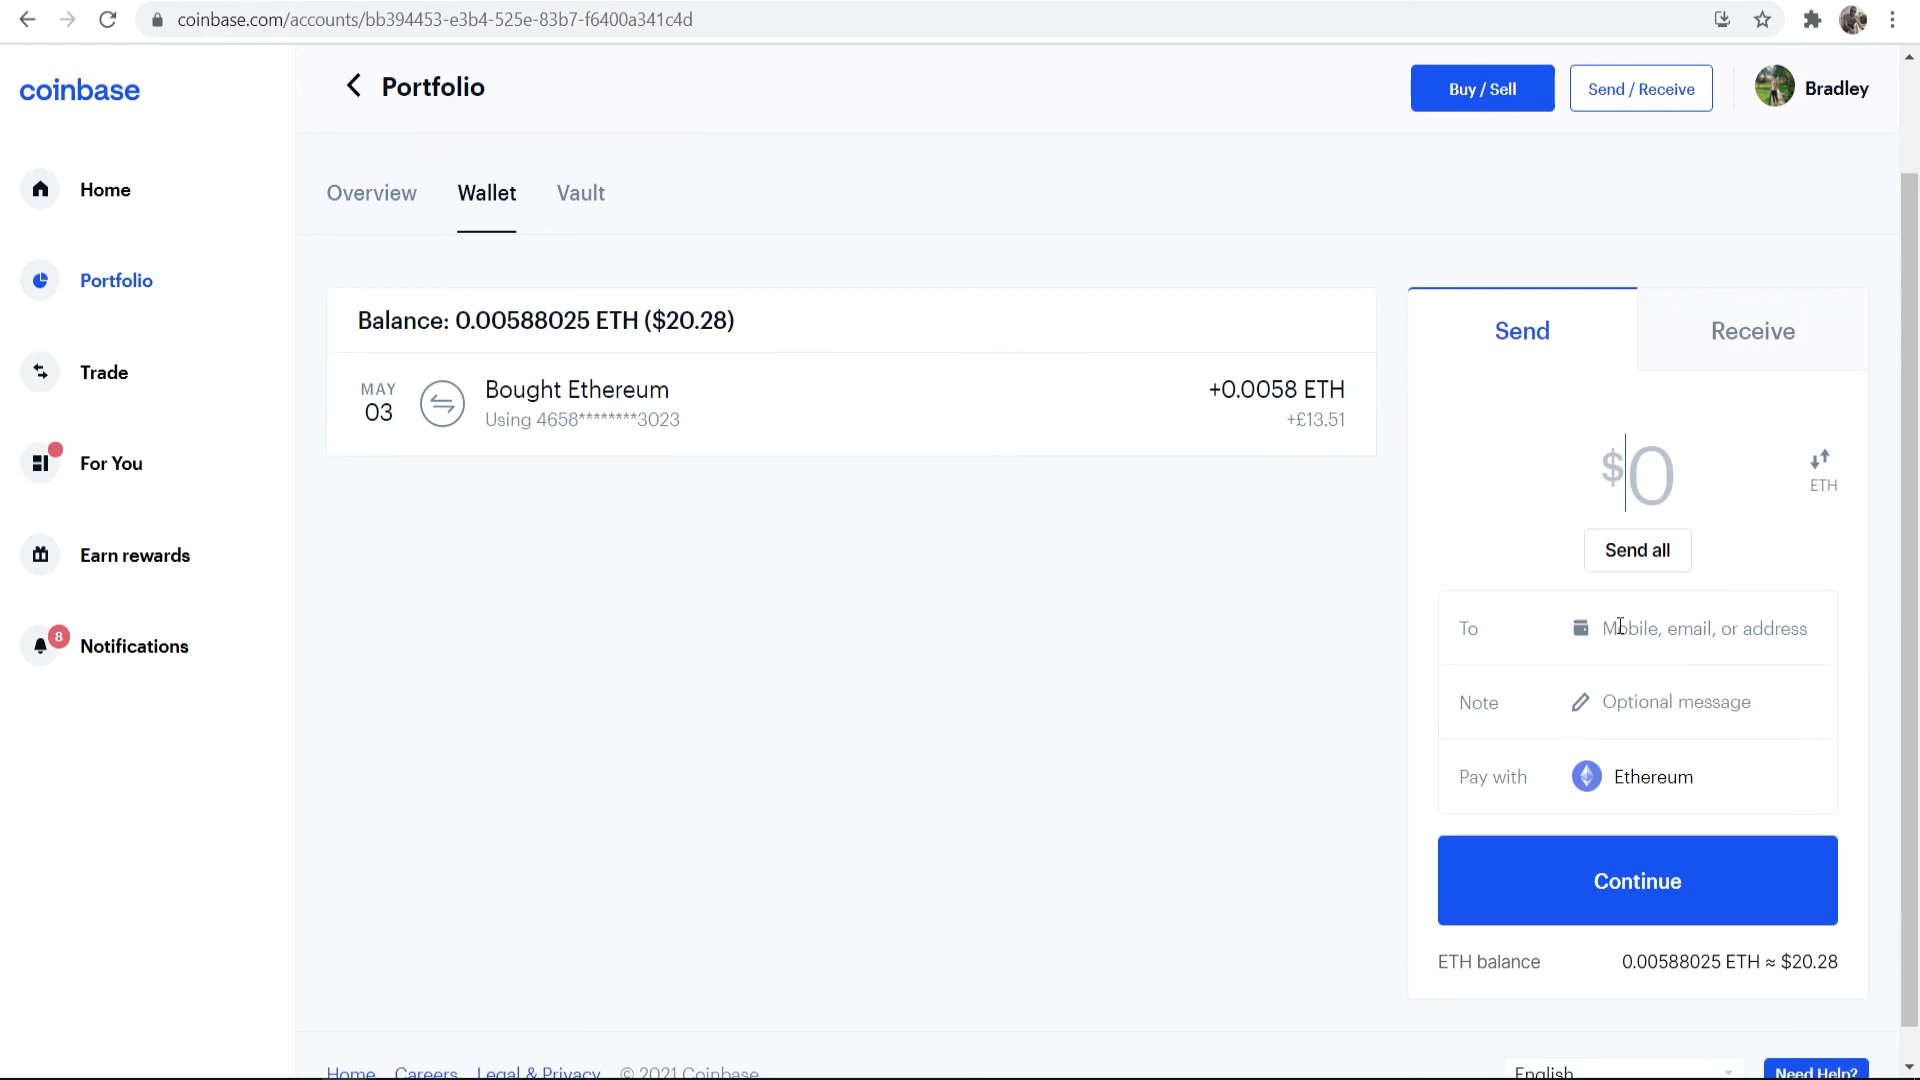 coinbase.com/accounts/bb394453-e3b4-525e-83b7-f6400a341c4d
coinbase
Portfolio
Buy / Sell
Send / Receive
Bradley
Home
Portfolio
Trade
For You
Earn rewards
8
Notifications
Overview
Wallet
Vault
Balance: 0.00588025 ETH ($20.28)
MAY
03
Bought Ethereum
Using 4658********3023
+0.0058 ETH
+£13.51
Send
Receive
$0
ETH
Send all
To
Mobile, email, or address
Note
Optional message
Pay with
Ethereum
Continue
ETH balance
0.00588025 ETH ≈ $20.28
Home
Careers
Legal & Privacy
© 2021 Coinbase
English
Need Help?